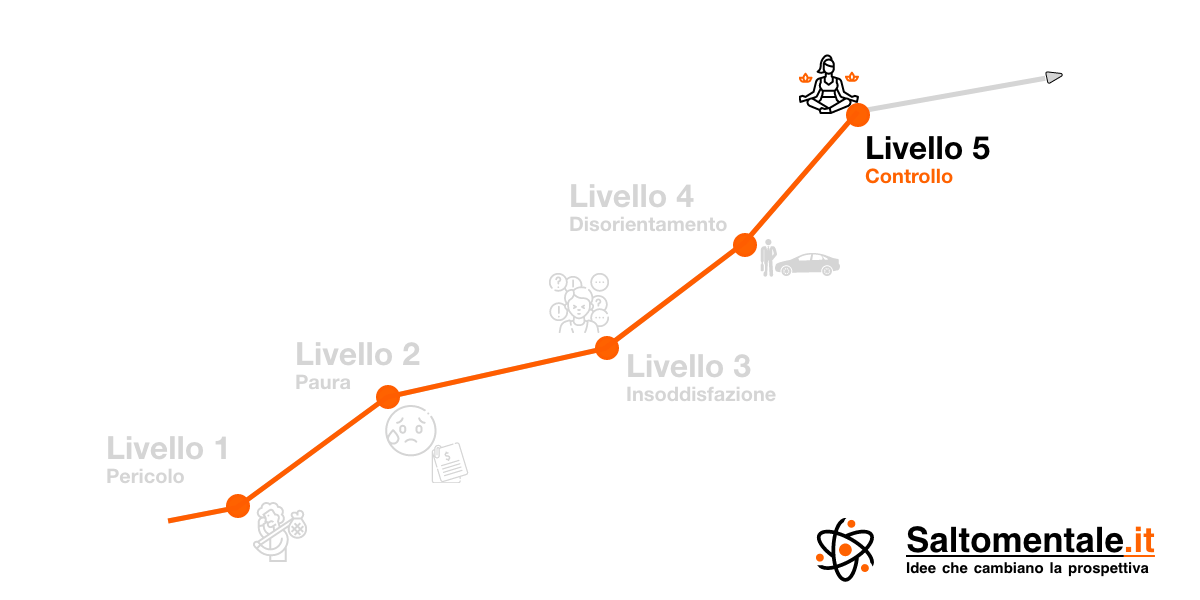 Livello 5
Controllo
Livello 4
Disorientamento
Livello 2
Paura
Livello 3
Insoddisfazione
Livello 1
Pericolo
Saltomentale.it
Idee che cambiano la prospettiva